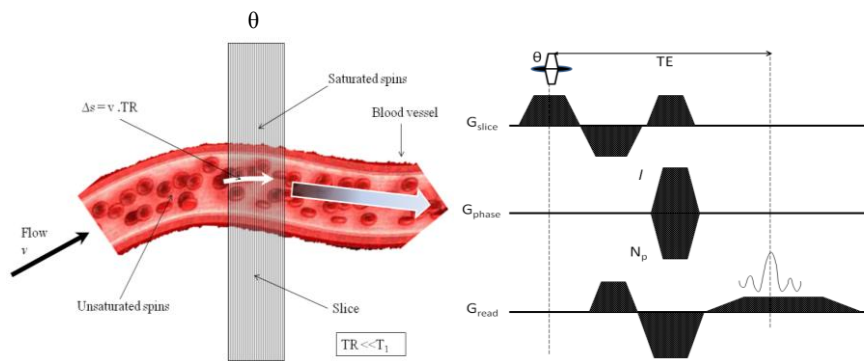 θ
Saturated spins
Δs = v .TR
Blood vessel
Flow
v
Unsaturated spins
Slice
TR <<T₁
θ
TE
Gslice
l
Gphase
Np
Gread